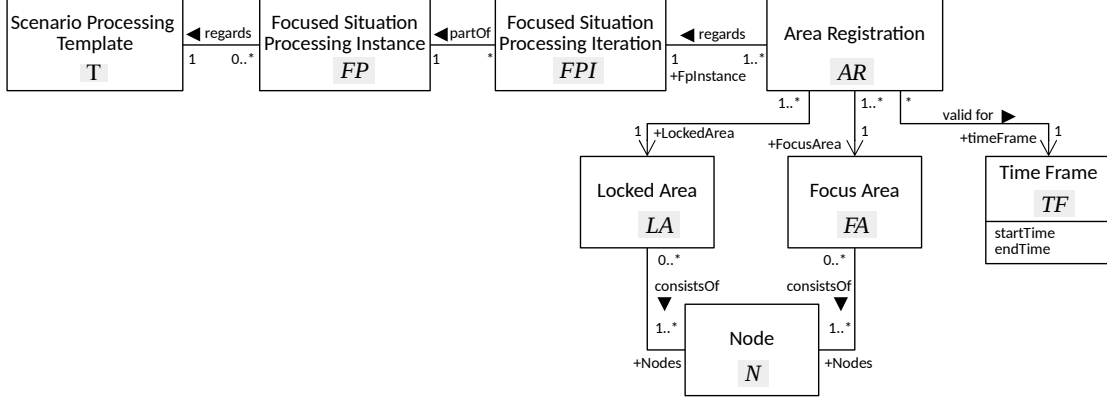 Scenario Processing
Template
T
regards
1
0..*
Focused Situation
Processing Instance
FP
partOf
1
*
Focused Situation
Processing Iteration
FPI
regards
1
1..*
+FpInstance
Area Registration
AR
1..*
1..*
*
valid for
1
+LockedArea
+FocusArea
1
+timeFrame
1
Locked Area
LA
Focus Area
FA
Time Frame
TF
startTime
endTime
0..*
consistsOf
1..*
+Nodes
0..*
consistsOf
1..*
+Nodes
Node
N